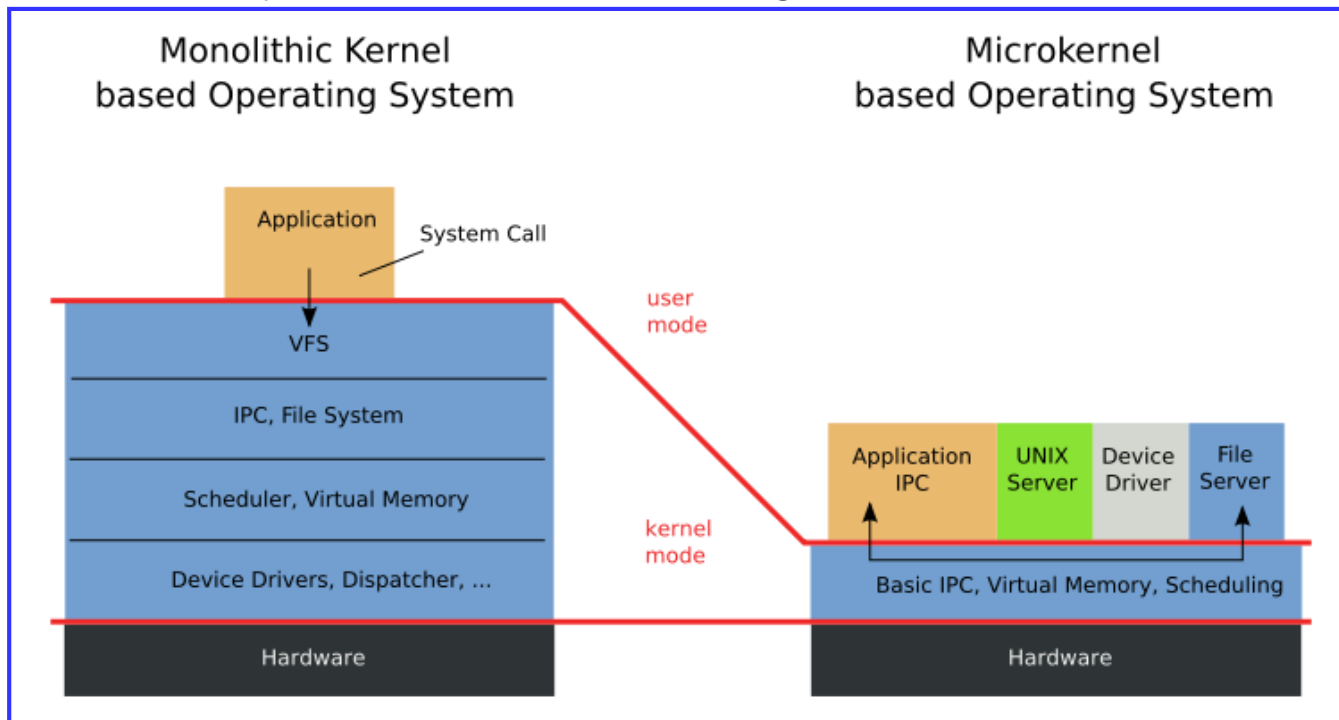 Monolithic Kernel
based Operating System
Microkernel
based Operating System
Application
System Call
user
mode
VFS
IPC, File System
Scheduler, Virtual Memory
kernel
mode
Device Drivers, Dispatcher, ...
Hardware
Application
IPC
UNIX
Server
Device
Driver
File
Server
Basic IPC, Virtual Memory, Scheduling
Hardware